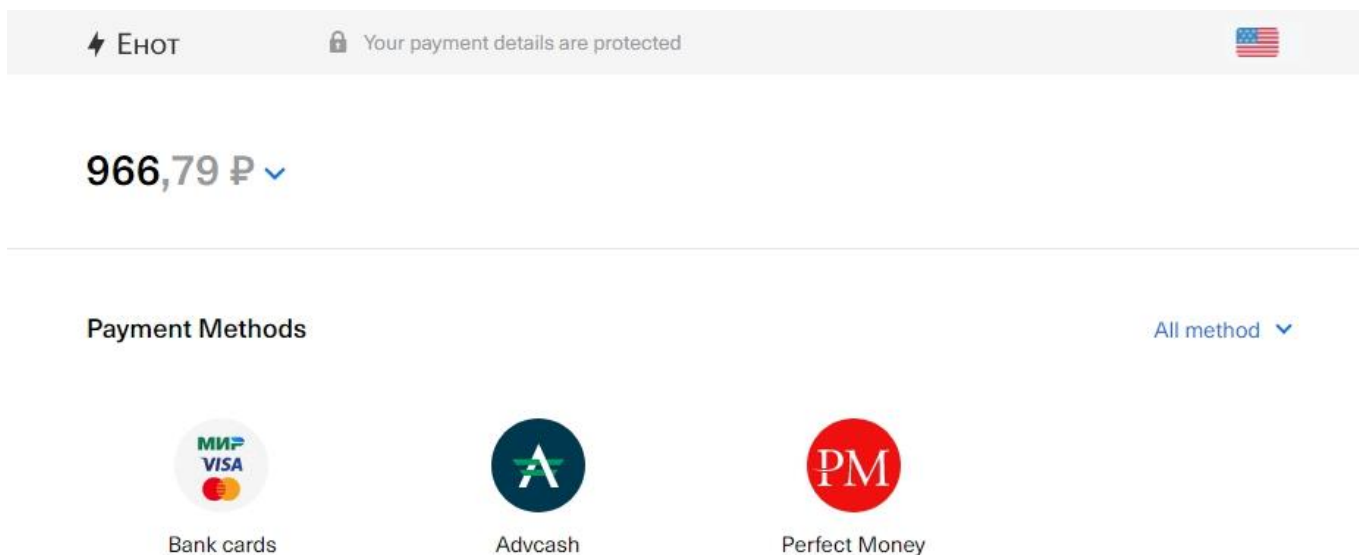 Енот
Your payment details are protected
966,79 ₽
Payment Methods
All method
МИР
VISA
Bank cards
Advcash
PM
Perfect Money